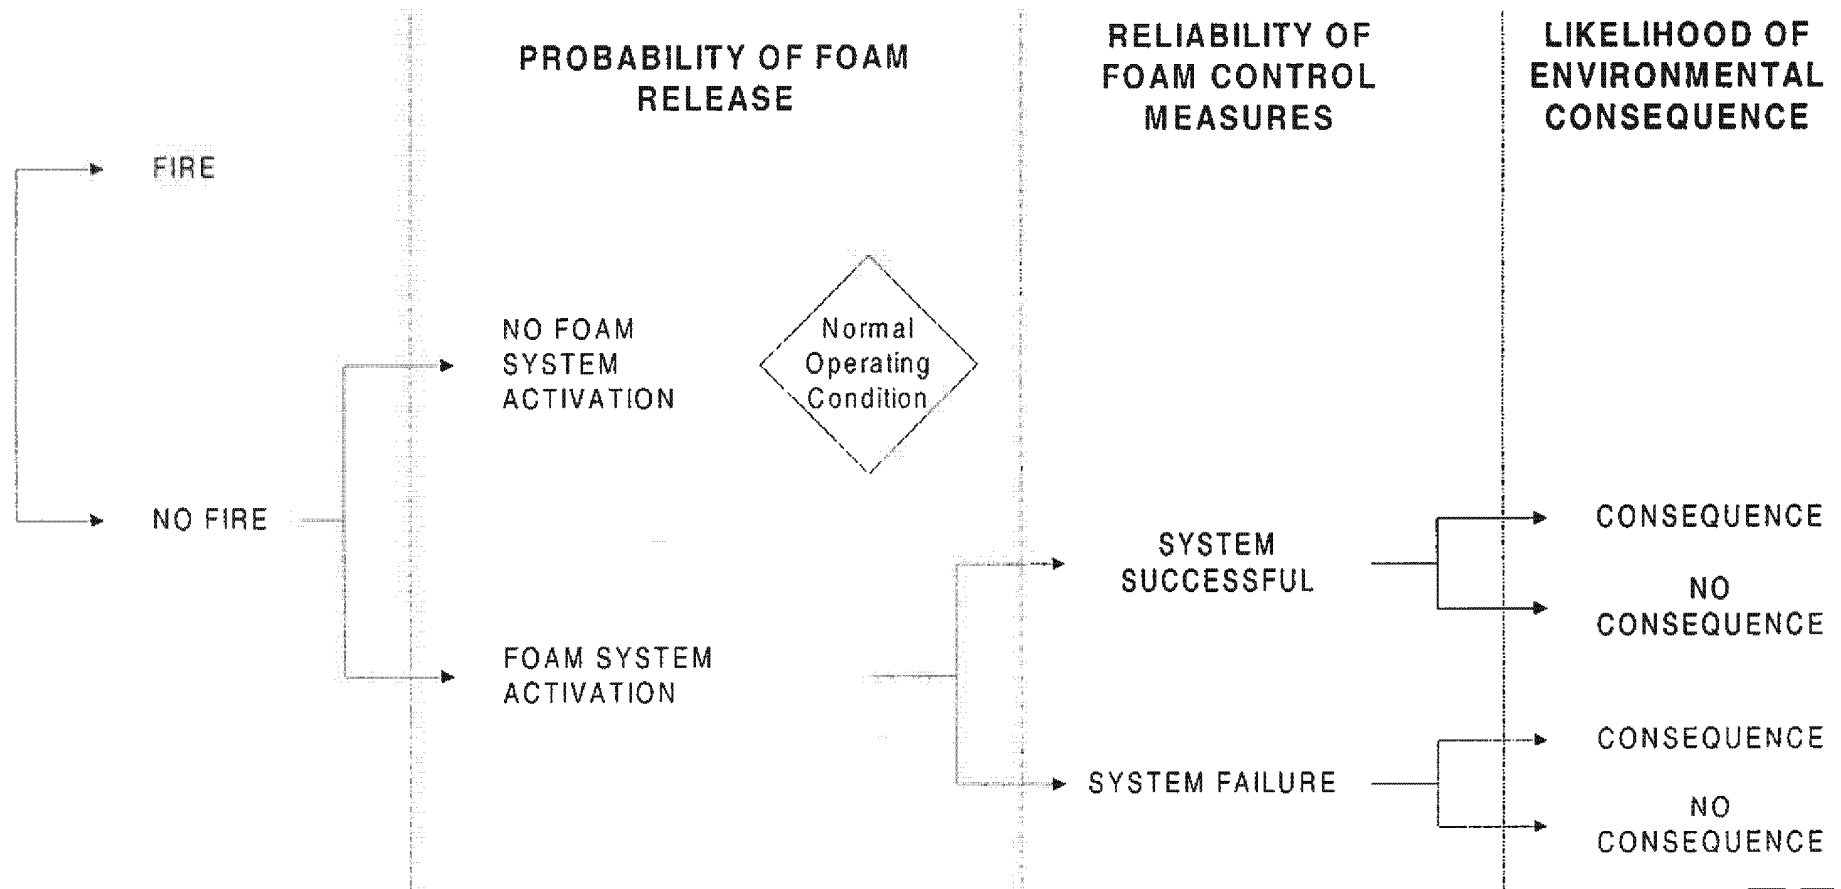 PROBABILITY OF FOAM
RELEASE
RELIABILITY OF
FOAM CONTROL
MEASURES
LIKELIHOOD OF
ENVIRONMENTAL
CONSEQUENCE
FIRE
NO FOAM
SYSTEM
ACTIVATION
Normal
Operating
Condition
NO FIRE
SYSTEM
SUCCESSFUL
CONSEQUENCE
NO
CONSEQUENCE
FOAM SYSTEM
ACTIVATION
SYSTEM FAILURE
CONSEQUENCE
NO
CONSEQUENCE